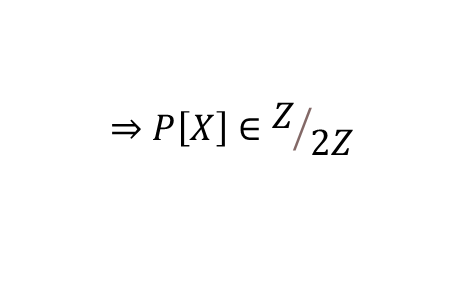 ⇒ P[X] ∈ Z/2Z